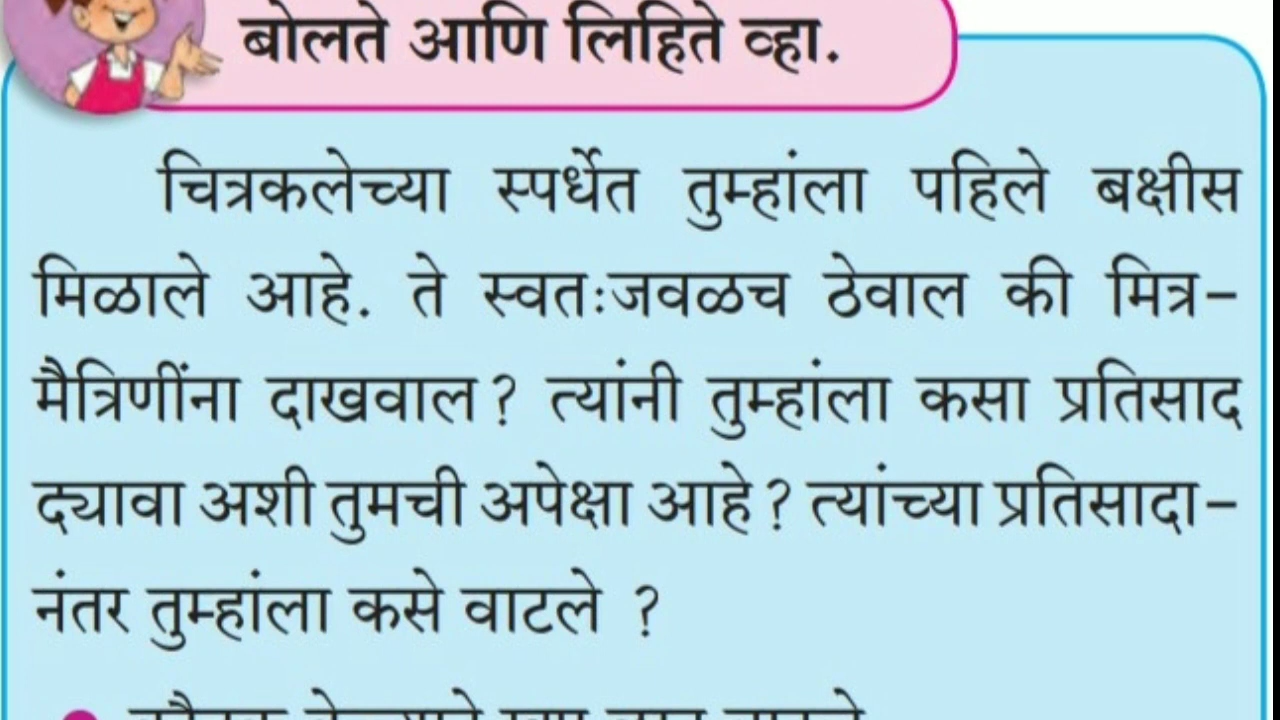 बोलते आणि लिहिते व्हा.
चित्रकलेच्या स्पर्धेत तुम्हांला पहिले बक्षीस
मिळाले आहे. ते स्वतःजवळच ठेवाल की मित्र-
मैत्रिणींना दाखवाल? त्यांनी तुम्हांला कसा प्रतिसाद
द्यावा अशी तुमची अपेक्षा आहे? त्यांच्या प्रतिसादा-
नंतर तुम्हांला कसे वाटले ?